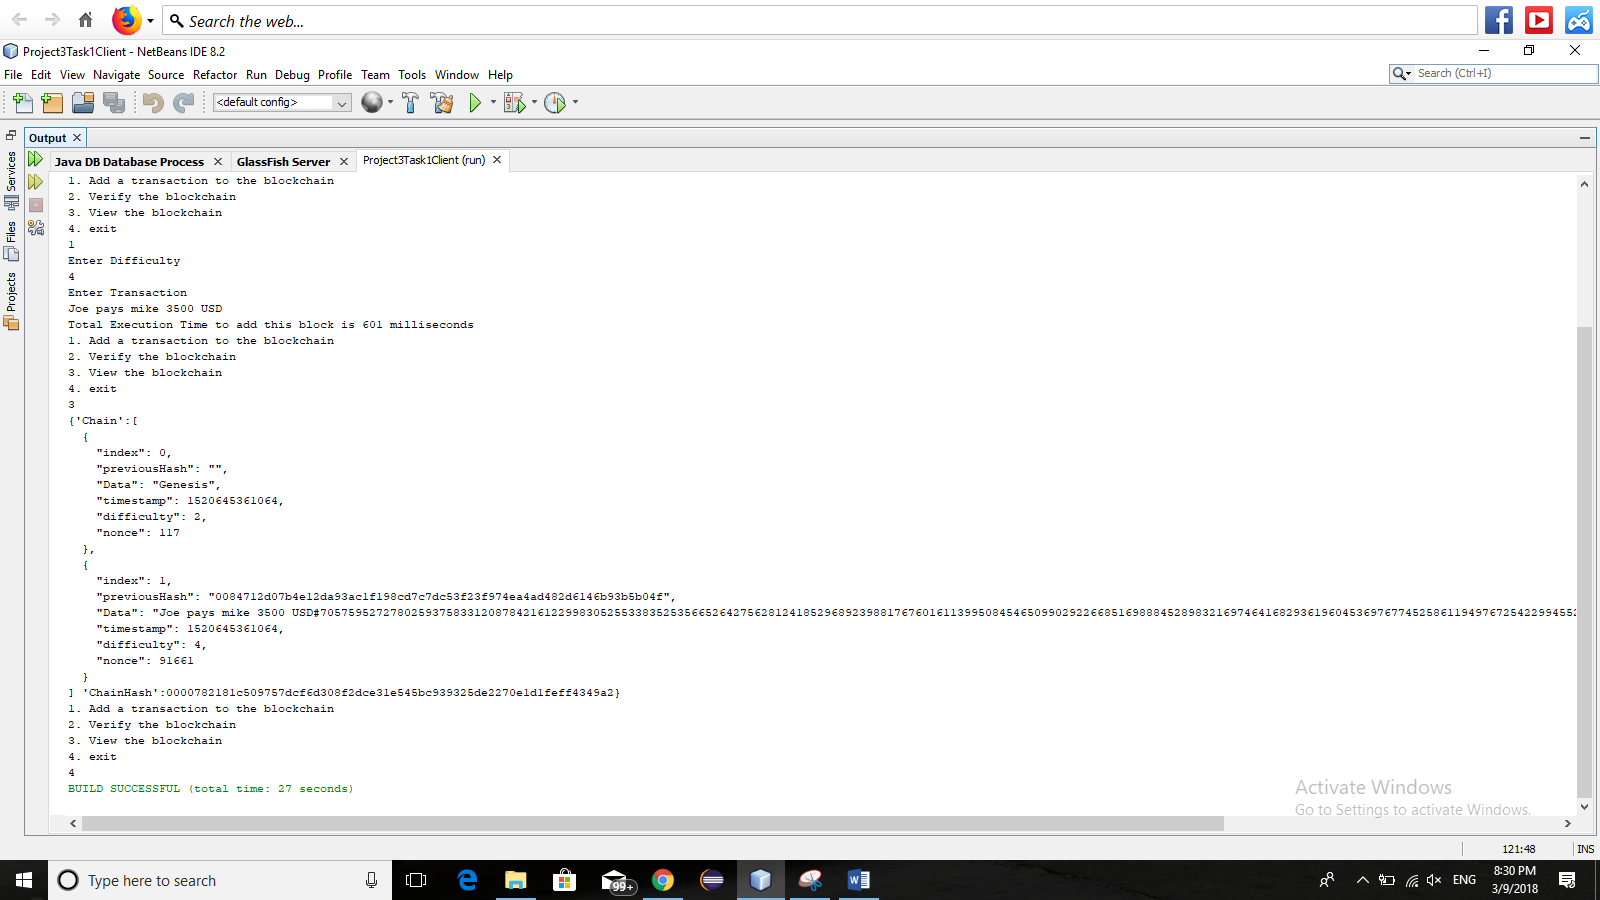 Search the web...
Project3Task1Client - NetBeans IDE 8.2
File Edit View Navigate Source Refactor Run Debug Profile Team Tools Window Help
Search (Ctrl+I)
<default config>
Output
Java DB Database Process GlassFish Server Project3Task1Client (run)
Services
Files
Projects
1. Add a transaction to the blockchain
2. Verify the blockchain
3. View the blockchain
4. exit
1
Enter Difficulty
4
Enter Transaction
Joe pays mike 3500 USD
Total Execution Time to add this block is 601 milliseconds
1. Add a transaction to the blockchain
2. Verify the blockchain
3. View the blockchain
4. exit
3
{'Chain':[
{
"index": 0,
"previousHash": "",
"Data": "Genesis",
"timestamp": 1520645361064,
"difficulty": 2,
"nonce": 117
},
{
"index": 1,
"previousHash": "0084712d07b4e12da93ac1f198cd7c7dc53f23f974ea4ad482d6146b93b5b04f",
"Data": "Joe pays mike 3500 USD
"timestamp": 1520645361064,
"difficulty": 4,
"nonce": 91661
}
] 'ChainHash':0000782181c509757dcf6d308f2dce31e545bc939325de2270e1d1feff4349a2}
1. Add a transaction to the blockchain
2. Verify the blockchain
3. View the blockchain
4. exit
4
BUILD SUCCESSFUL (total time: 27 seconds)
Activate Windows
Go to Settings to activate Windows.
121:48 INS
Type here to search
99+
ENG
8:30 PM
3/9/2018